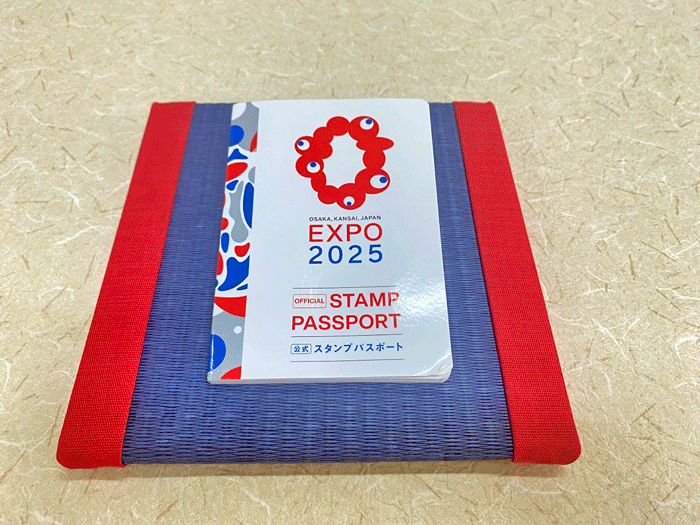 OSAKA, KANSAI, JAPAN
EXPO
2025
OFFICIAL STAMP
PASSPORT
公式 スタンプパスポート